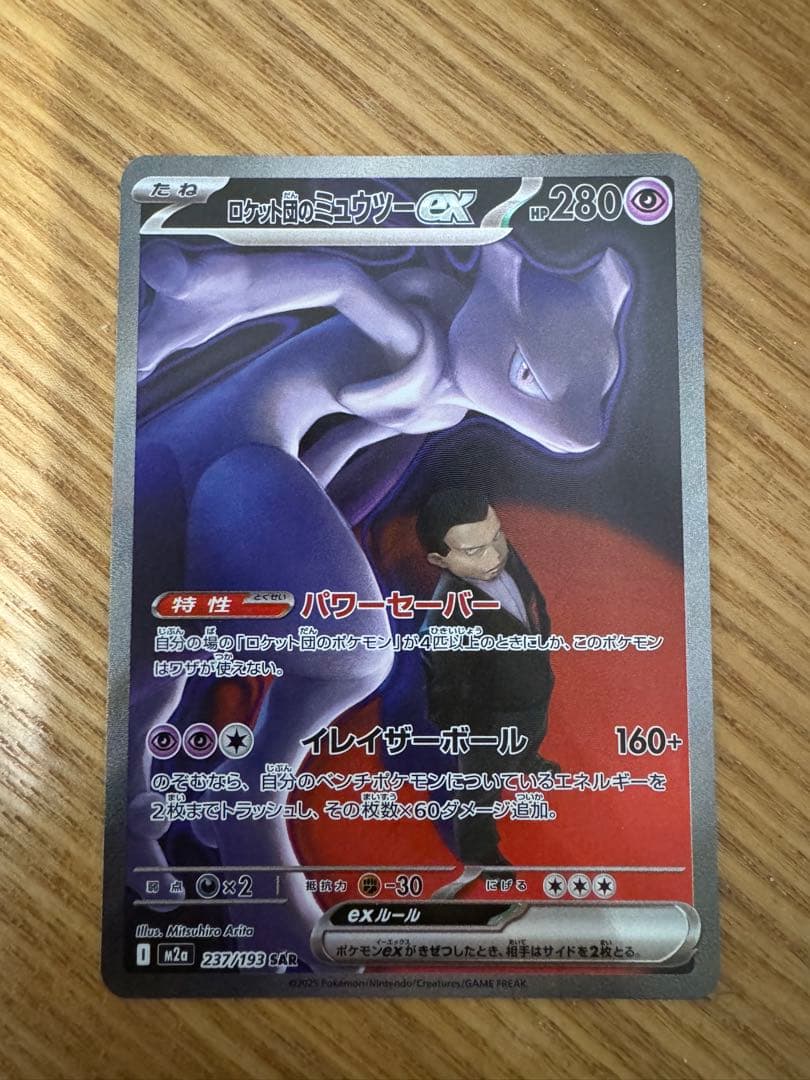 たね ロケット団のミュウツーex HP280
特性 とくせい パワーセーバー
自分の場の「ロケット団のポケモン」が4匹以上のときにしか、このポケモン
はワザが使えない。
イレイザーボール 160+
のぞむなら、自分のベンチポケモンについているエネルギーを
2枚までトラッシュし、その枚数×60ダメージ追加。
弱点 ×2 抵抗力 -30 にげる
Illus. Mitsuhiro Arita
exルール
ポケモンexがきぜつしたとき、相手はサイドを2枚とる。
I m2a 237/193 SAR
©2025 Pokémon/Nintendo/Creatures/GAME FREAK.